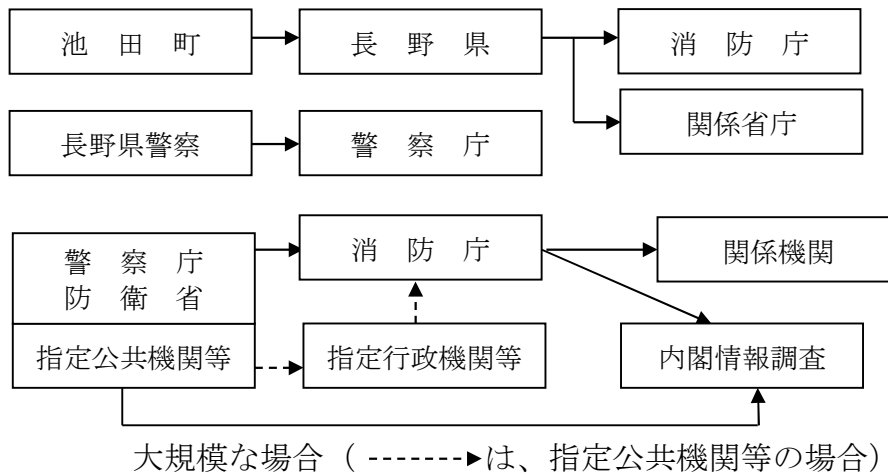 池 田 町
長 野 県
消 防 庁
関係省庁
長野県警察
警 察 庁
警 察 庁
防 衛 省
消 防 庁
関係機関
指定公共機関等
指定行政機関等
内閣情報調査
大規模な場合（ -------▶は、指定公共機関等の場合）